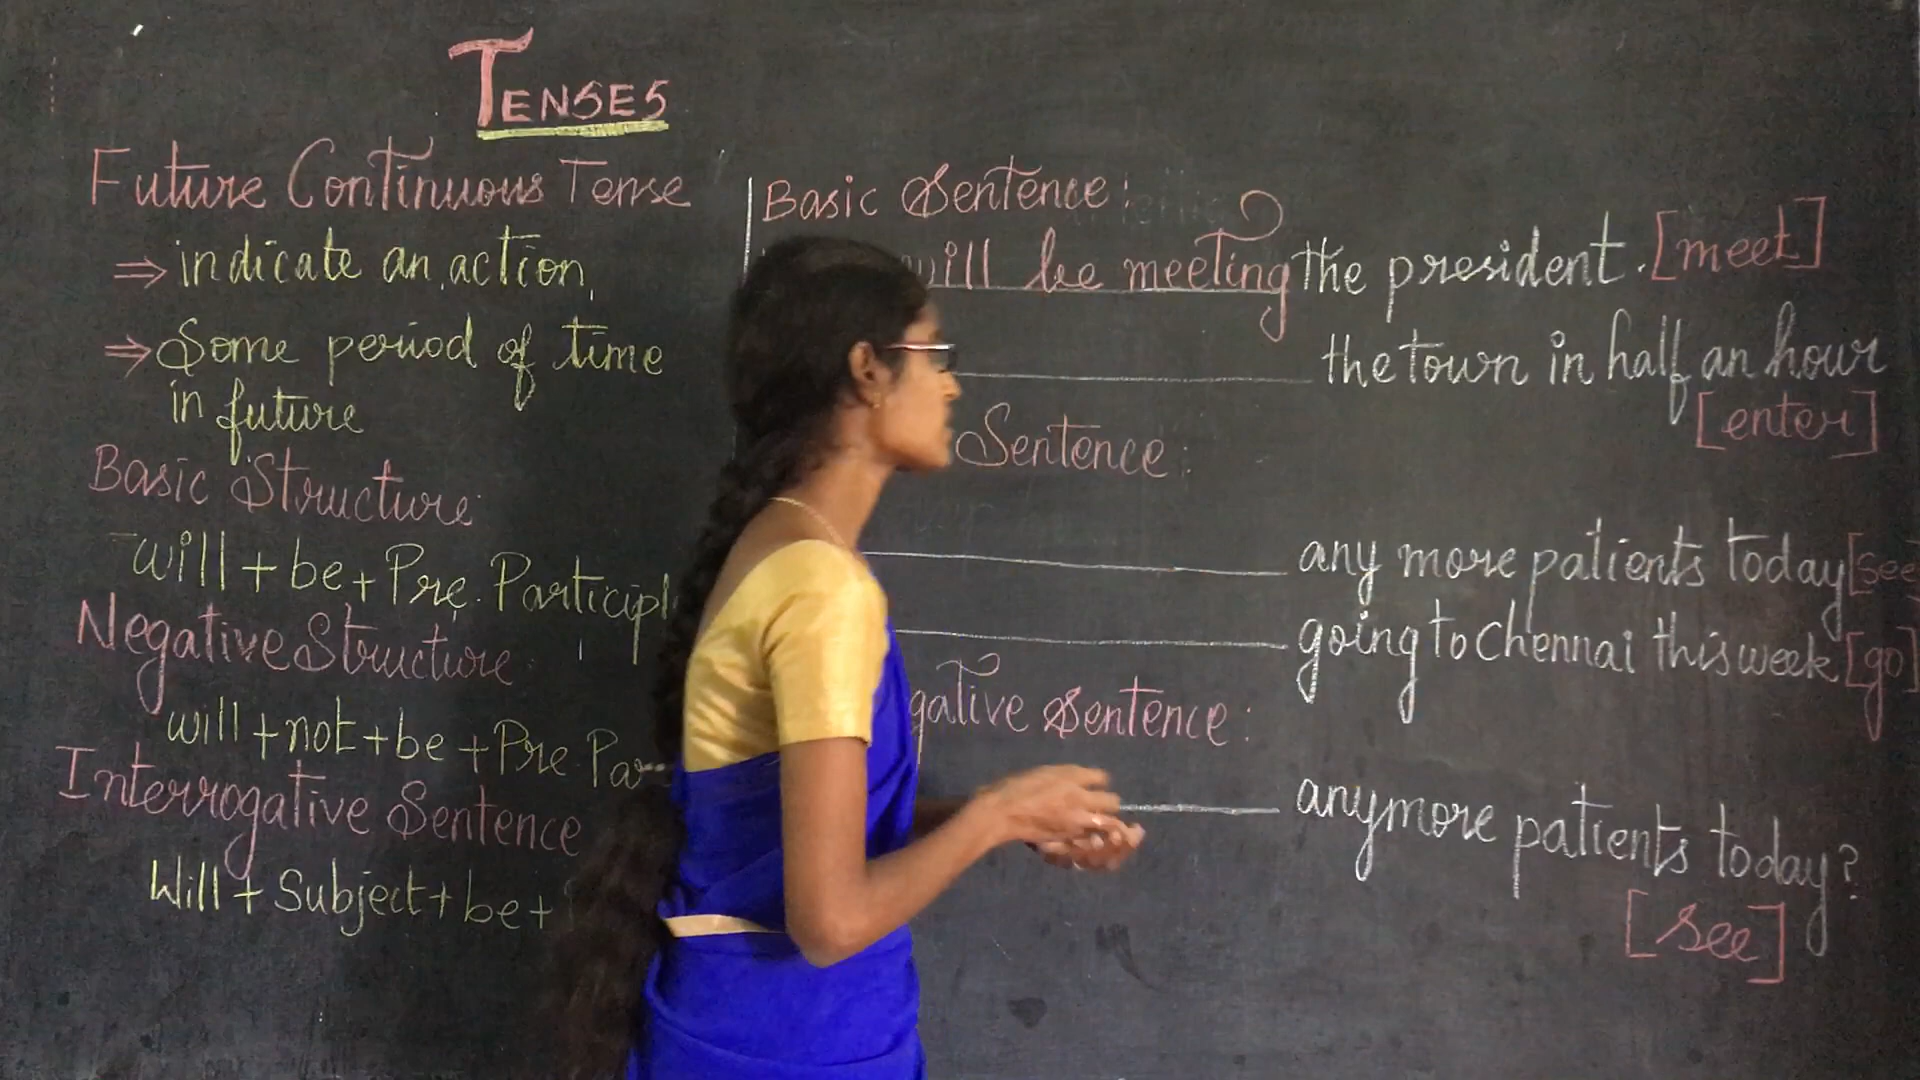 TENSES
Future Continuous Tense
⇒ indicate an action,
⇒ Some period of time
in future
Basic Structure:
will + be + Pre. Participl
Negative Structure:
will + not + be + Pre. Par
Interrogative Sentence
Will + Subject + be +
Basic Sentence:
will be meeting the president. [meet]
the town in half an hour
[enter]
Sentence:
any more patients today [see]
going to Chennai this week. [go]
gative Sentence:
anymore patients today?
[see]